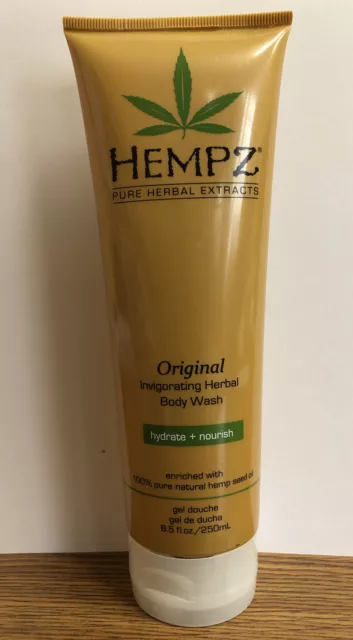 HEMPZ®
PURE HERBAL EXTRACTS
Original
Invigorating Herbal
Body Wash
hydrate + nourish
enriched with
100% pure natural hemp seed oil
gel douche
gel de ducha
8.5 fl.oz./250mL